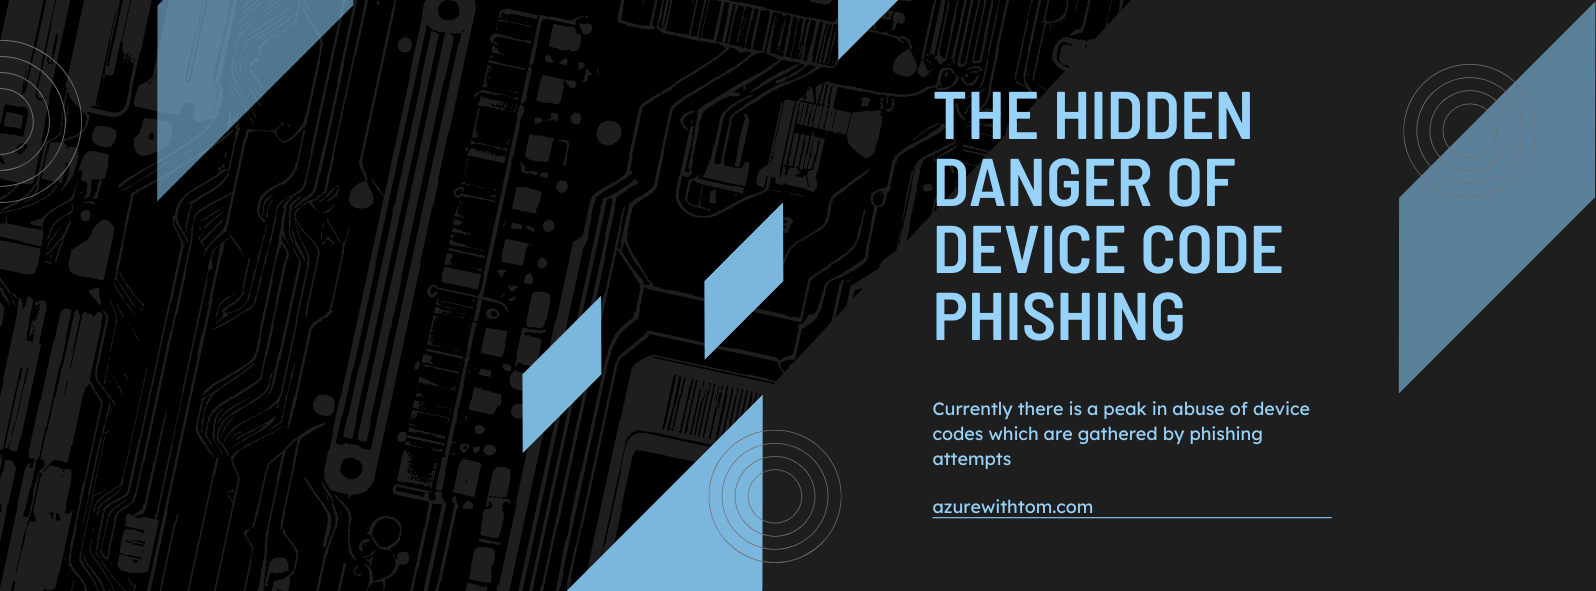 THE HIDDEN
DANGER OF
DEVICE CODE
PHISHING
Currently there is a peak in abuse of device
codes which are gathered by phishing
attempts
azurewithtom.com